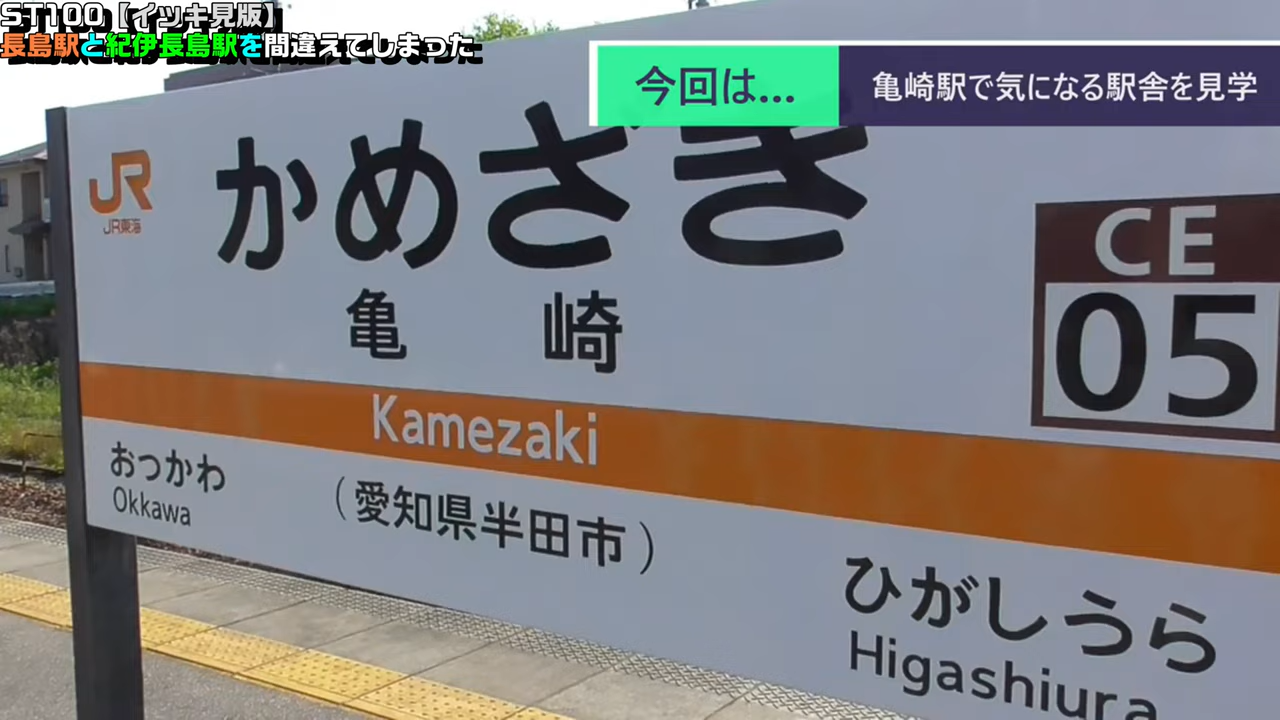 ST100【イツキ見版】
長島駅と紀伊長島駅を間違えてしまった
今回は...
亀崎駅で気になる駅舎を見学
JR
JR東海
かめざき
亀崎
Kamezaki
CE
05
おっかわ
Okkawa
（愛知県半田市）
ひがしうら
Higashiura